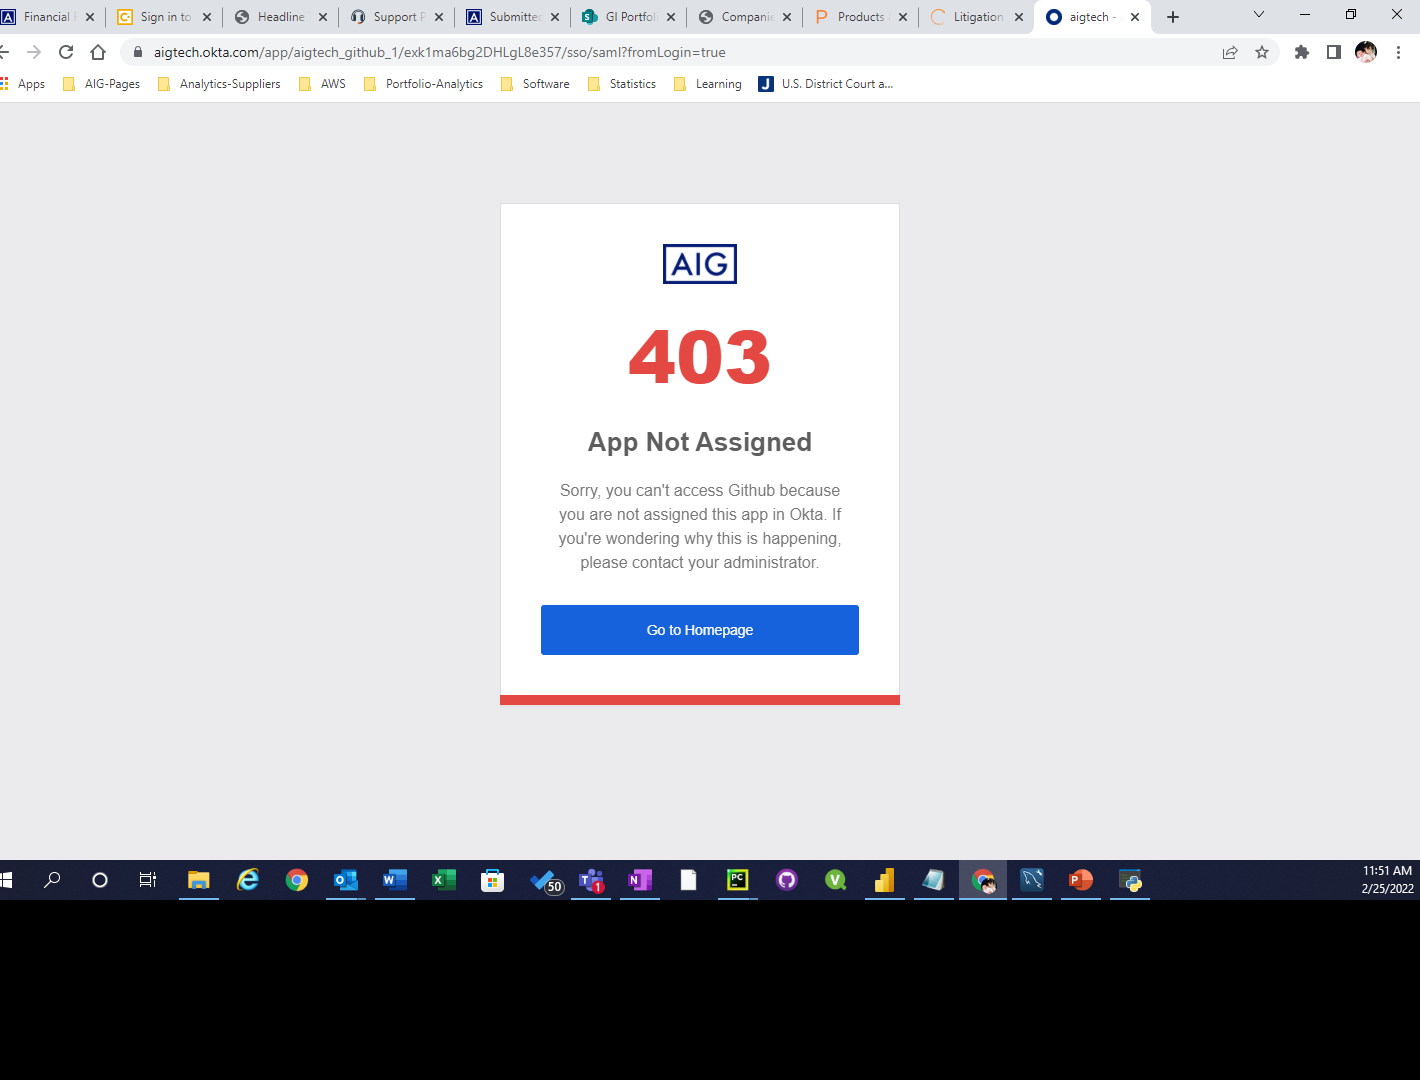 Financial
Sign in to
Headline
Support P
Submitted
GI Portfol
Companie
Products
Litigation
aigtech -
aigtech.okta.com/app/aigtech_github_1/exk1ma6bg2DHLgL8e357/sso/saml?fromLogin=true
Apps
AIG-Pages
Analytics-Suppliers
AWS
Portfolio-Analytics
Software
Statistics
Learning
U.S. District Court a...
AIG
403
App Not Assigned
Sorry, you can't access Github because
you are not assigned this app in Okta. If
you're wondering why this is happening,
please contact your administrator.
Go to Homepage
50
1
11:51 AM
2/25/2022